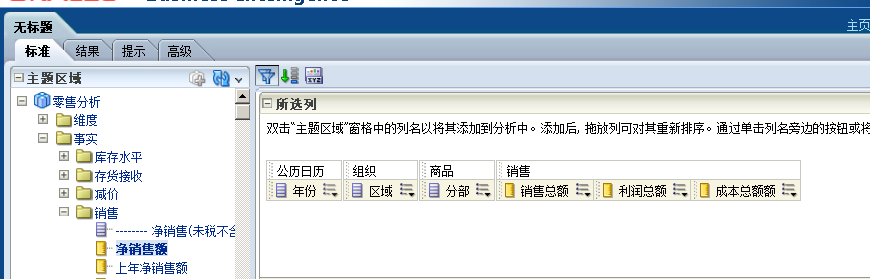 Business Intelligence
无标题
主页
标准 结果 提示 高级
主题区域
零售分析
维度
事实
库存水平
存货接收
减价
销售
-------- 净销售(未税不含
净销售额
上年净销售额
所选列
双击"主题区域"窗格中的列名以将其添加到分析中。添加后, 拖放列可对其重新排序。通过单击列名旁边的按钮或将
公历日历 组织 商品 销售
年份 区域 分部 销售总额 利润总额 成本总额额